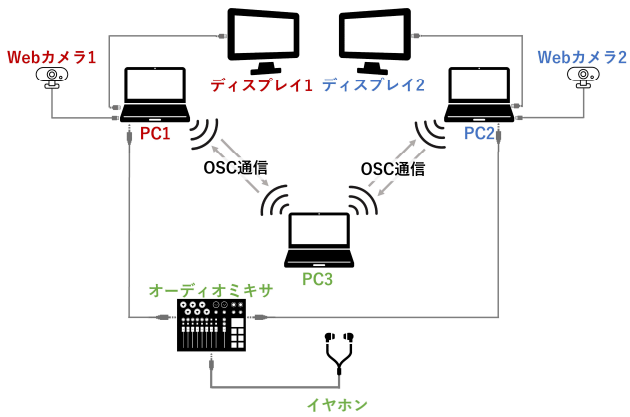 Webカメラ1
ディスプレイ1
ディスプレイ2
Webカメラ2
PC1
PC2
OSC通信
OSC通信
PC3
オーディオミキサ
イヤホン